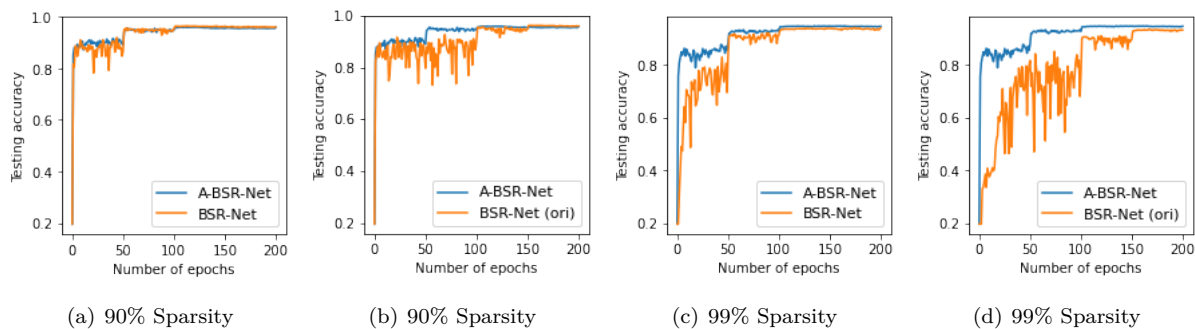 Testing accuracy
1.0
0.8
0.6
0.4
0.2
0 50 100 150 200
Number of epochs
A-BSR-Net
BSR-Net
(a) 90% Sparsity
Testing accuracy
1.0
0.8
0.6
0.4
0.2
0 50 100 150 200
Number of epochs
A-BSR-Net
BSR-Net (ori)
(b) 90% Sparsity
Testing accuracy
1.0
0.8
0.6
0.4
0.2
0 50 100 150 200
Number of epochs
A-BSR-Net
BSR-Net
(c) 99% Sparsity
Testing accuracy
1.0
0.8
0.6
0.4
0.2
0 50 100 150 200
Number of epochs
A-BSR-Net
BSR-Net (ori)
(d) 99% Sparsity